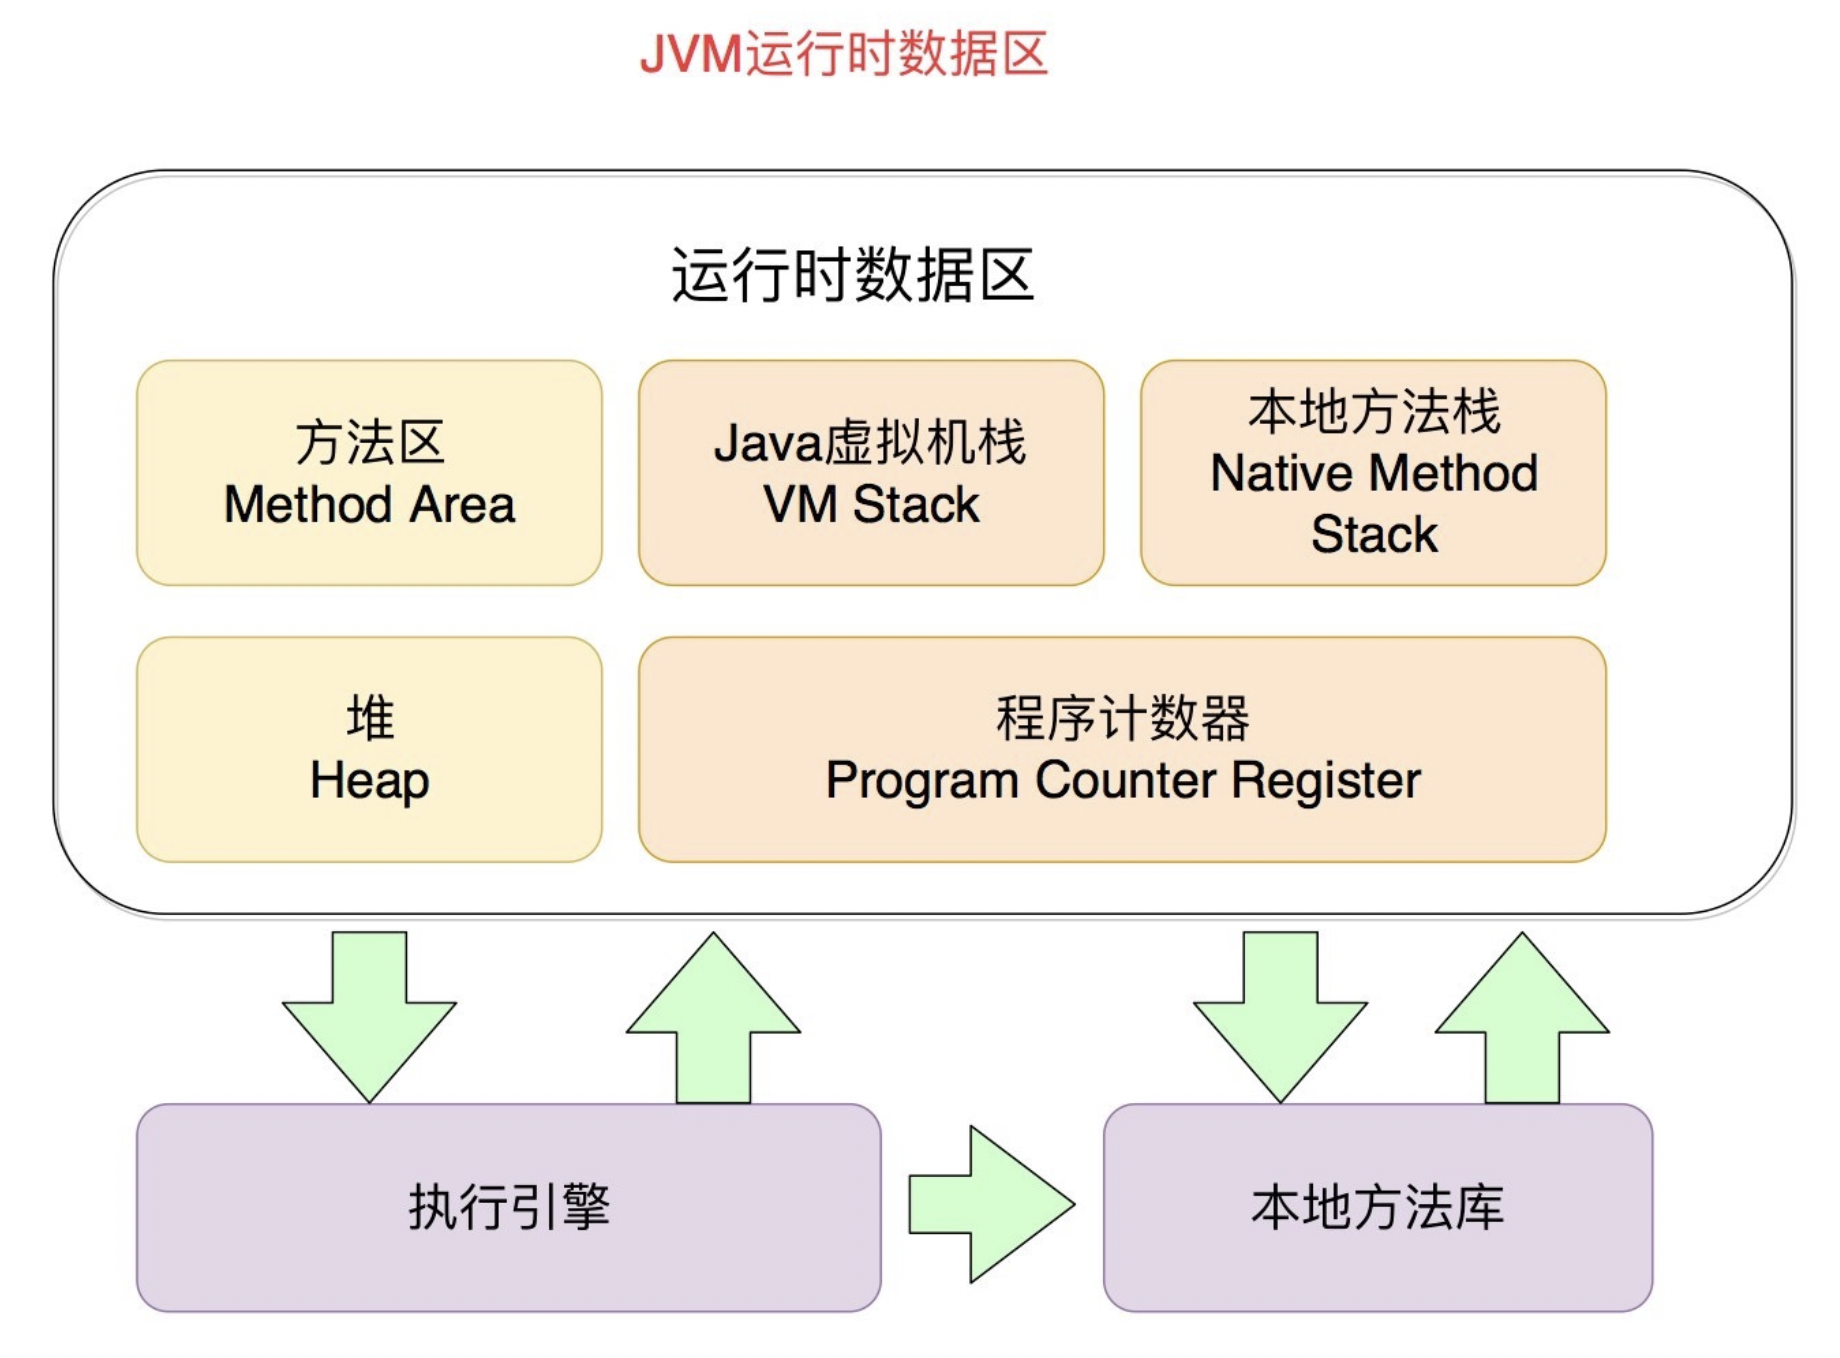 JVM运行时数据区
运行时数据区
方法区
Method Area
Java虚拟机栈
VM Stack
本地方法栈
Native Method
Stack
堆
Heap
程序计数器
Program Counter Register
执行引擎
本地方法库